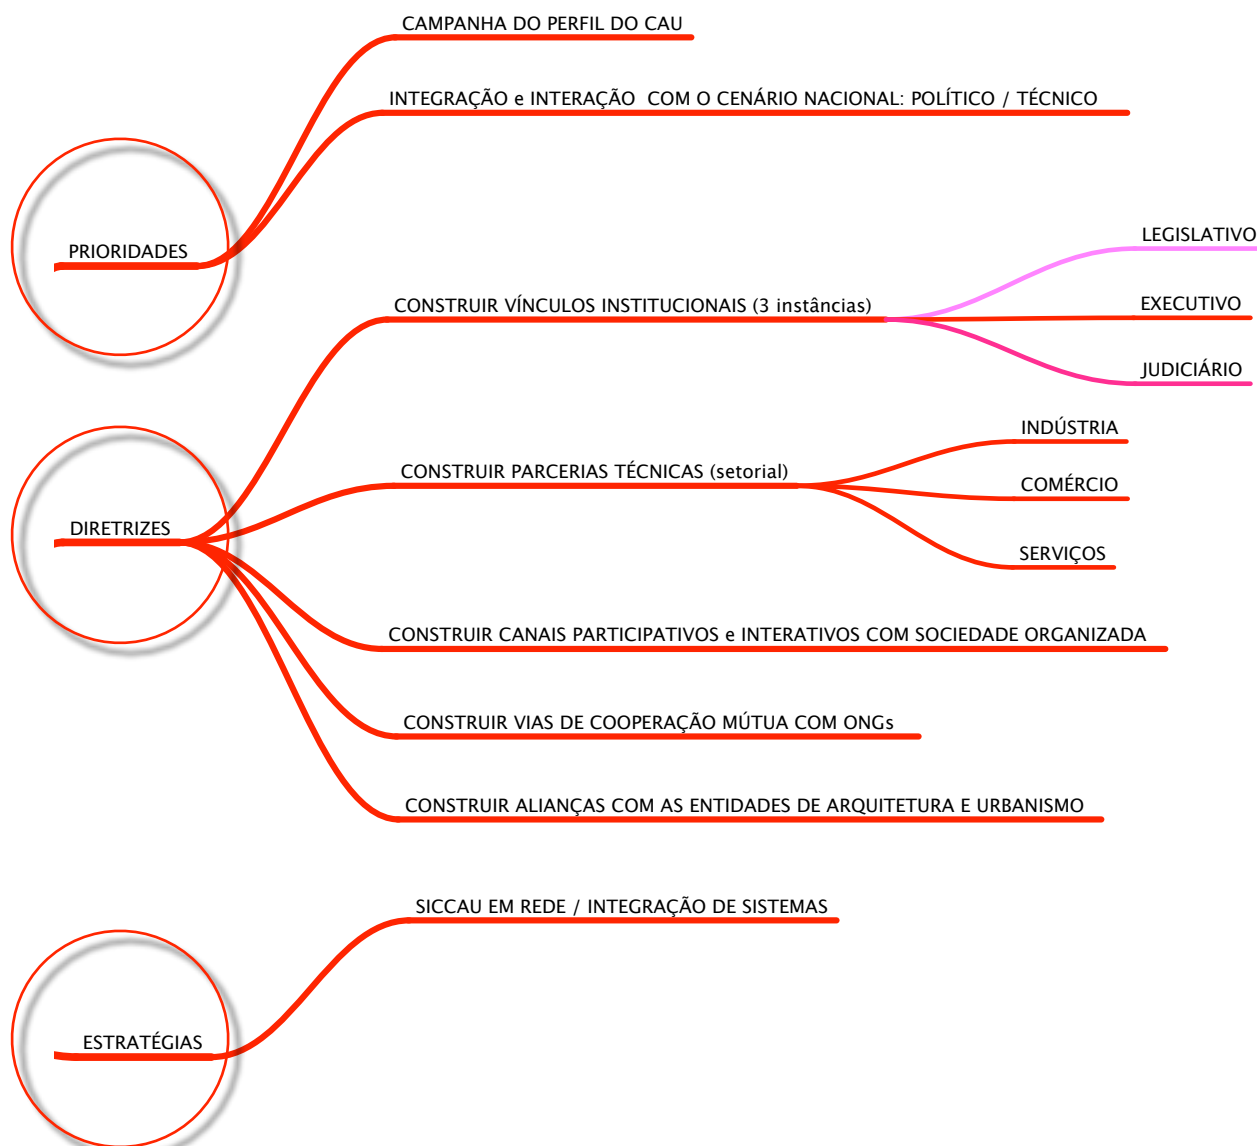 CAMPANHA DO PERFIL DO CAU
INTEGRAÇÃO e INTERAÇÃO COM O CENÁRIO NACIONAL: POLÍTICO / TÉCNICO
PRIORIDADES
LEGISLATIVO
CONSTRUIR VÍNCULOS INSTITUCIONAIS (3 instâncias)
EXECUTIVO
JUDICIÁRIO
INDÚSTRIA
CONSTRUIR PARCERIAS TÉCNICAS (setorial)
COMÉRCIO
SERVIÇOS
DIRETRIZES
CONSTRUIR CANAIS PARTICIPATIVOS e INTERATIVOS COM SOCIEDADE ORGANIZADA
CONSTRUIR VIAS DE COOPERAÇÃO MÚTUA COM ONGs
CONSTRUIR ALIANÇAS COM AS ENTIDADES DE ARQUITETURA E URBANISMO
SICCAU EM REDE / INTEGRAÇÃO DE SISTEMAS
ESTRATÉGIAS